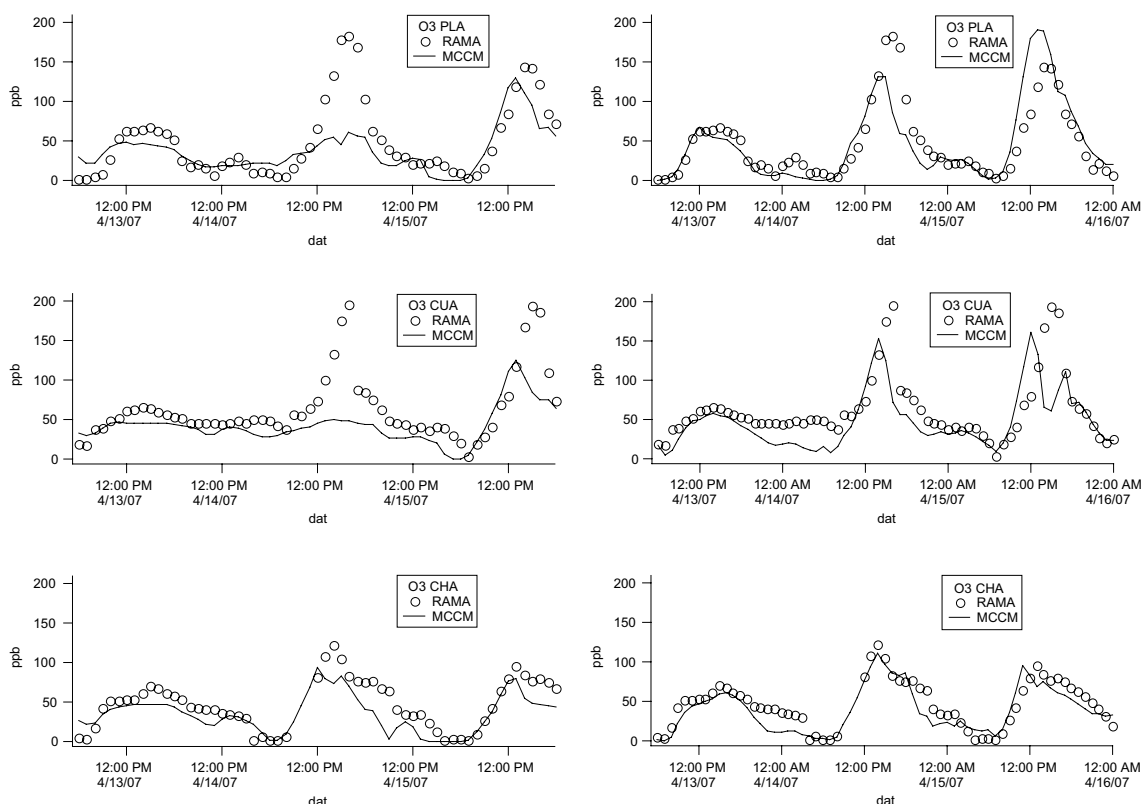 200
150
100
50
0
ppb
O3 PLA
RAMA
MCCM
12:00 PM
4/13/07
12:00 PM
4/14/07
12:00 PM
12:00 PM
4/15/07
12:00 PM
dat
200
150
100
50
0
ppb
O3 PLA
RAMA
MCCM
12:00 PM
4/13/07
12:00 AM
4/14/07
12:00 PM
12:00 AM
4/15/07
12:00 PM
12:00 AM
4/16/07
dat
200
150
100
50
0
ppb
O3 CUA
RAMA
MCCM
12:00 PM
4/13/07
12:00 PM
4/14/07
12:00 PM
12:00 PM
4/15/07
12:00 PM
dat
200
150
100
50
0
ppb
O3 CUA
RAMA
MCCM
12:00 PM
4/13/07
12:00 AM
4/14/07
12:00 PM
12:00 AM
4/15/07
12:00 PM
12:00 AM
4/16/07
dat
200
150
100
50
0
ppb
O3 CHA
RAMA
MCCM
12:00 PM
4/13/07
12:00 PM
4/14/07
12:00 PM
12:00 PM
4/15/07
12:00 PM
dat
200
150
100
50
0
ppb
O3 CHA
RAMA
MCCM
12:00 PM
4/13/07
12:00 AM
4/14/07
12:00 PM
12:00 AM
4/15/07
12:00 PM
12:00 AM
4/16/07
dat